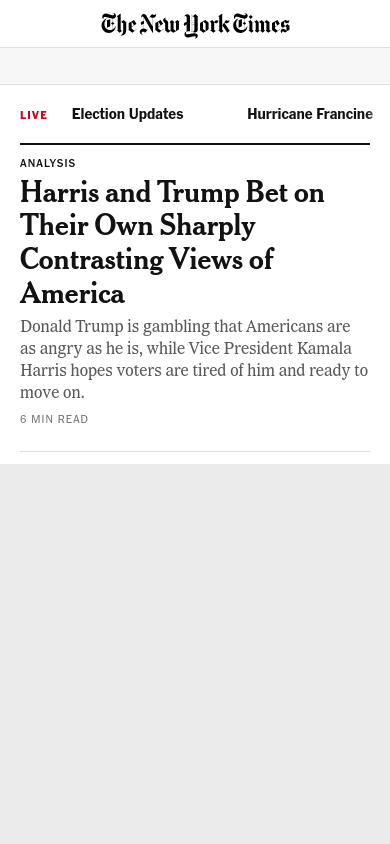 The New York Times
LIVE Election Updates Hurricane Francine
ANALYSIS
Harris and Trump Bet on
Their Own Sharply
Contrasting Views of
America
Donald Trump is gambling that Americans are
as angry as he is, while Vice President Kamala
Harris hopes voters are tired of him and ready to
move on.
6 MIN READ